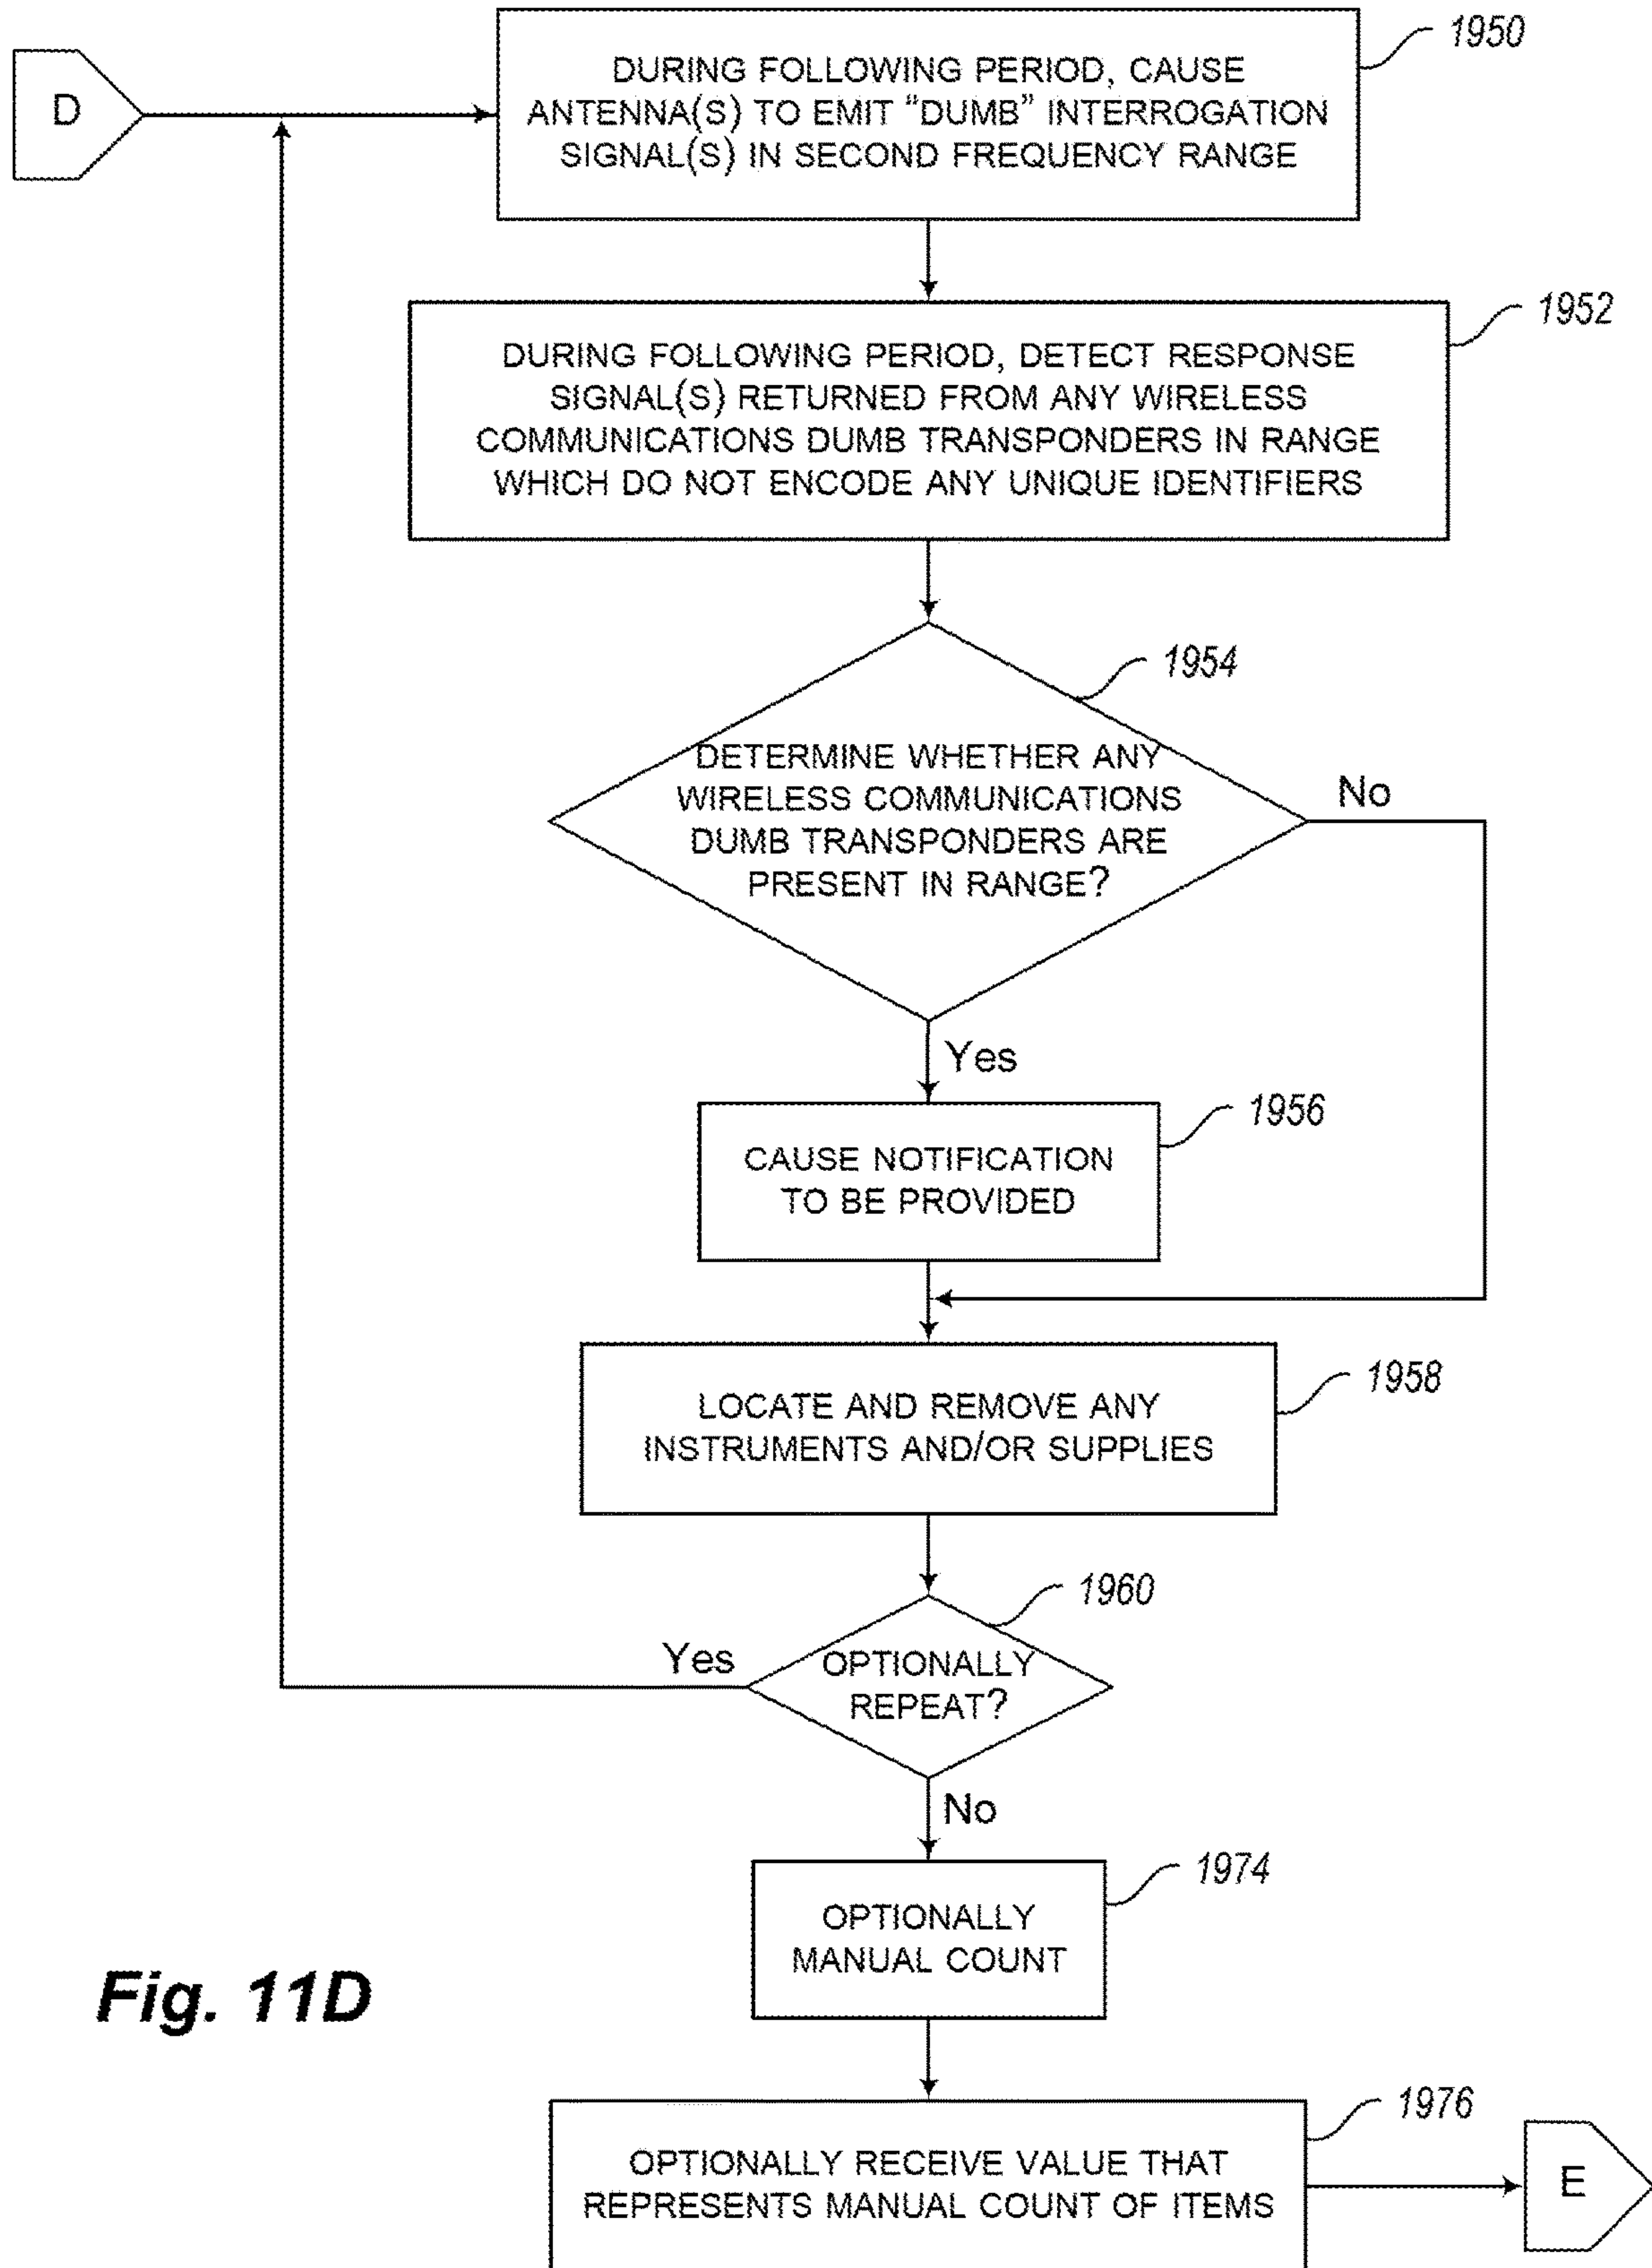 D
1950
DURING FOLLOWING PERIOD, CAUSE
ANTENNA(S) TO EMIT “DUMB” INTERROGATION
SIGNAL(S) IN SECOND FREQUENCY RANGE
1952
DURING FOLLOWING PERIOD, DETECT RESPONSE
SIGNAL(S) RETURNED FROM ANY WIRELESS
COMMUNICATIONS DUMB TRANSPONDERS IN RANGE
WHICH DO NOT ENCODE ANY UNIQUE IDENTIFIERS
1954
DETERMINE WHETHER ANY
WIRELESS COMMUNICATIONS
DUMB TRANSPONDERS ARE
PRESENT IN RANGE?
No
Yes
1956
CAUSE NOTIFICATION
TO BE PROVIDED
1958
LOCATE AND REMOVE ANY
INSTRUMENTS AND/OR SUPPLIES
1960
OPTIONALLY
REPEAT?
Yes
No
1974
OPTIONALLY
MANUAL COUNT
Fig. 11D
1976
OPTIONALLY RECEIVE VALUE THAT
REPRESENTS MANUAL COUNT OF ITEMS
E